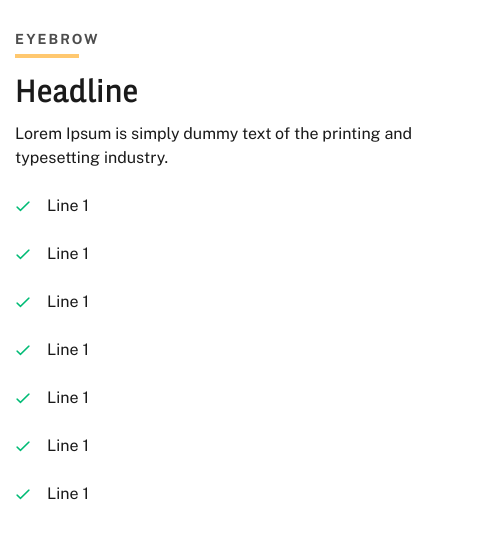 EYEBROW
Headline
Lorem Ipsum is simply dummy text of the printing and
typesetting industry.
Line 1
Line 1
Line 1
Line 1
Line 1
Line 1
Line 1